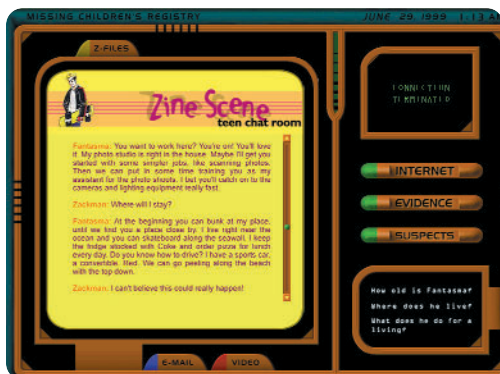 MISSING CHILDREN'S REGISTRY
JUNE 29, 1999 1:13 A
Z-FILES
Zine Scene
teen chat room
Fantasma: You want to work here? You're on! You'll love
it. My photo studio is right in the house. Maybe I'll get you
started with some simpler jobs, like scanning photos.
Then we can put in some time training you as my
assistant for the photo shoots. I bet you'll catch on to the
cameras and lighting equipment really fast.
Zackman: Where will I stay?
Fantasma: At the beginning you can bunk at my place,
until we find you a place close by. I live right near the
ocean and you can skateboard along the seawall. I keep
the fridge stocked with Coke and order pizza for lunch
every day. Do you know how to drive? I have a sports car,
a convertible. Red. We can go peeling along the beach
with the top down.
Zackman: I can't believe this could really happen!
E-MAIL
VIDEO
CONNECTION
TERMINATED
INTERNET
EVIDENCE
SUSPECTS
How old is Fantasma?
Where does he live?
What does he do for a
living?